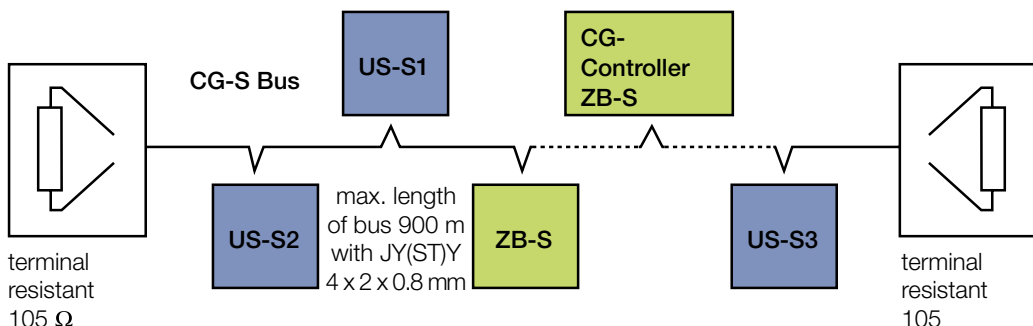 CG-S Bus
US-S1
CG-
Controller
ZB-S
US-S2
max. length
of bus 900 m
with JY(ST)Y
4 x 2 x 0.8 mm
ZB-S
US-S3
terminal
resistant
105 Ω
terminal
resistant
105